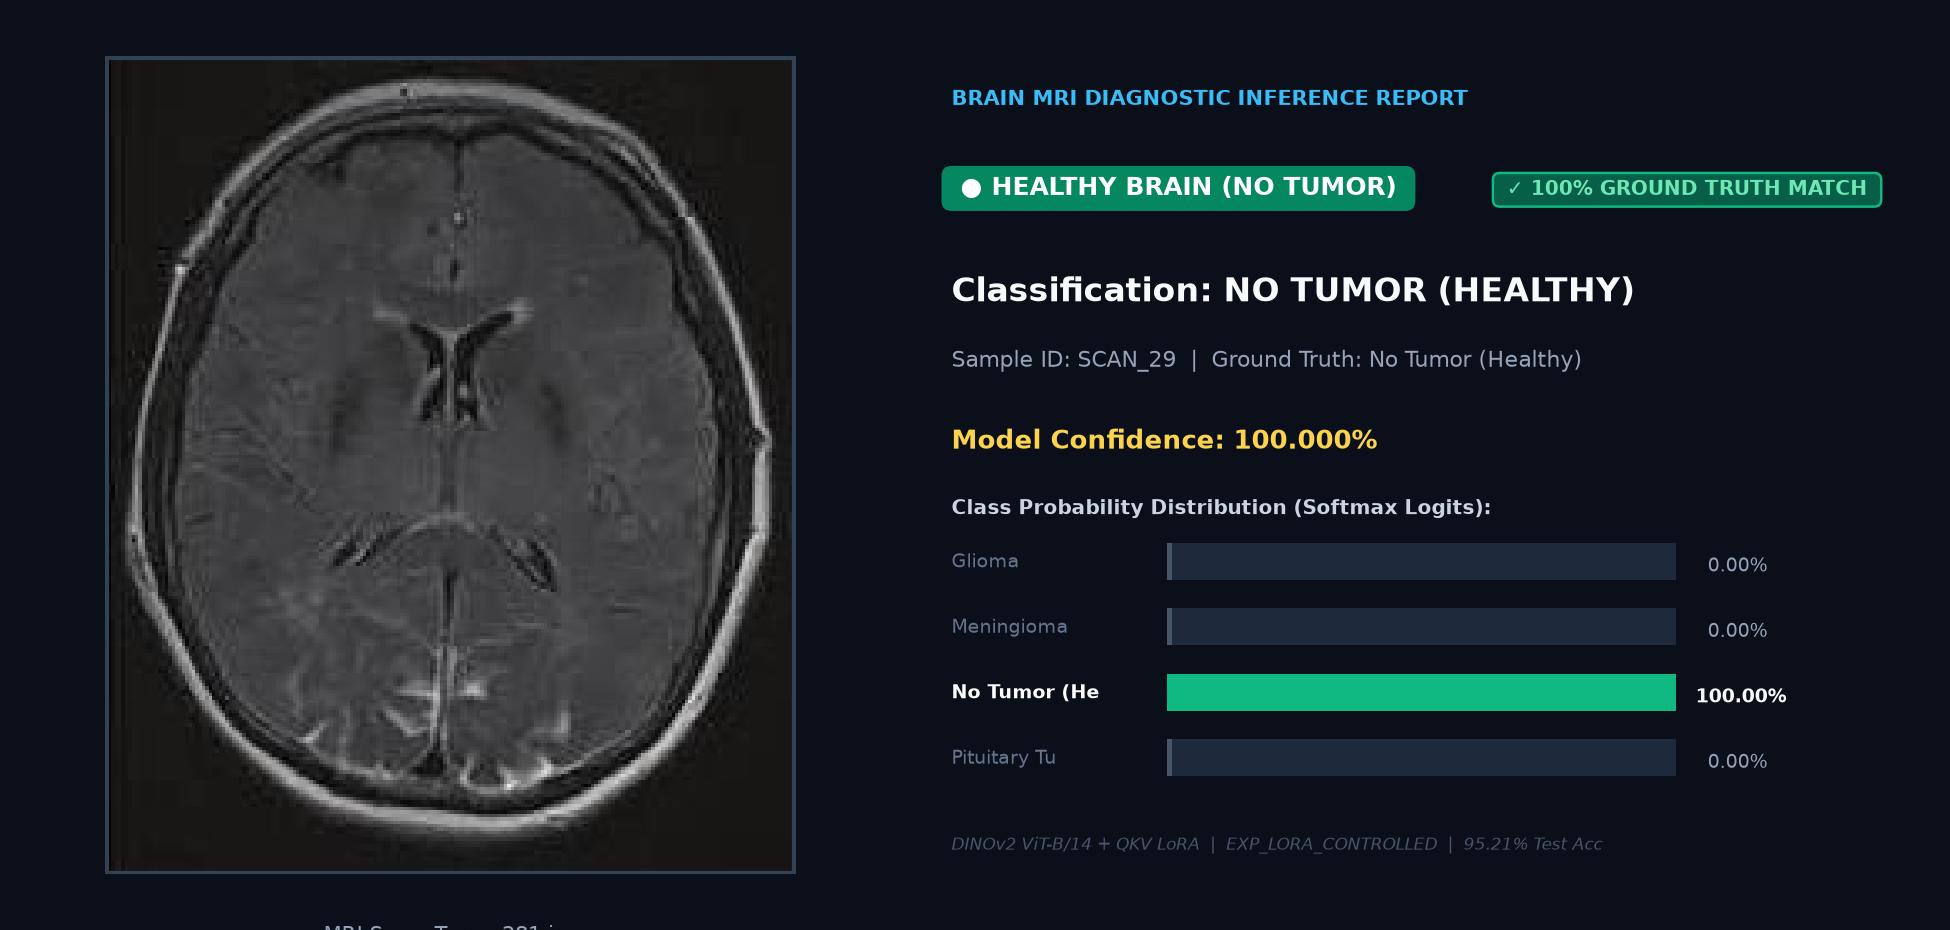 BRAIN MRI DIAGNOSTIC INFERENCE REPORT
● HEALTHY BRAIN (NO TUMOR)
✓ 100% GROUND TRUTH MATCH
Classification: NO TUMOR (HEALTHY)
Sample ID: SCAN_29 | Ground Truth: No Tumor (Healthy)
Model Confidence: 100.000%
Class Probability Distribution (Softmax Logits):
Glioma 0.00%
Meningioma 0.00%
No Tumor (He 100.00%
Pituitary Tu 0.00%
DINOv2 ViT-B/14 + QKV LoRA | EXP_LORA_CONTROLLED | 95.21% Test Acc